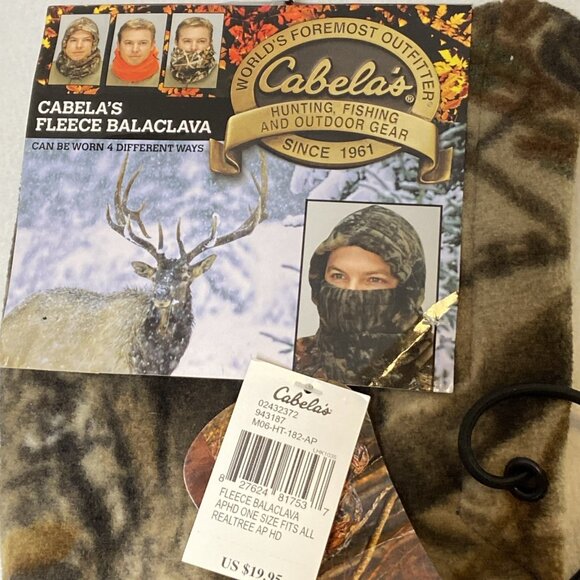 CABELA'S
FLEECE BALACLAVA
CAN BE WORN 4 DIFFERENT WAYS
WORLD'S FOREMOST OUTFITTER
Cabela's®
HUNTING, FISHING
AND OUTDOOR GEAR
SINCE 1961
Cabela's
02432372
943187
M06-HT-182-AP
8 27624 81753 7
FLEECE BALACLAVA
APHD ONE SIZE FITS ALL
REALTREE AP HD
US $19.95